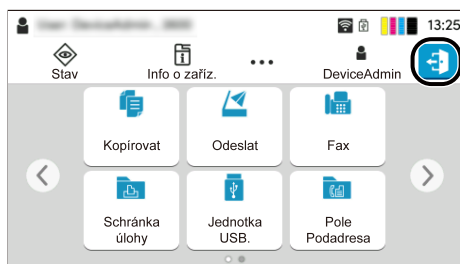 13:25
Stav
Info o zaříz.
DeviceAdmin
Kopírovat
Odeslat
Fax
Schránka
úlohy
Jednotka
USB.
Pole
Podadresa